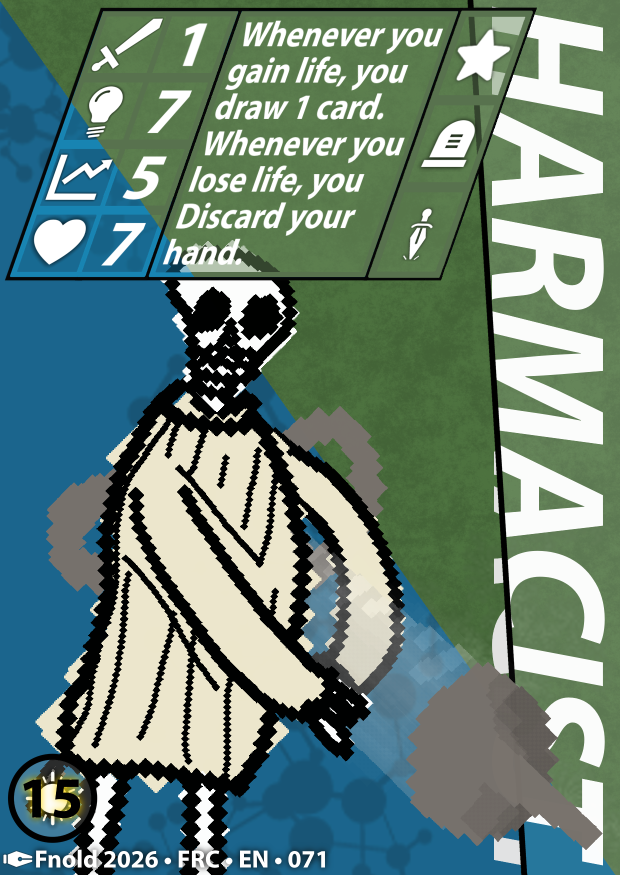 1
7
5
7
Whenever you
gain life, you
draw 1 card.
Whenever you
lose life, you
Discard your
hand.
HARMACIST
15
Fnold 2026 • FRC • EN • 071